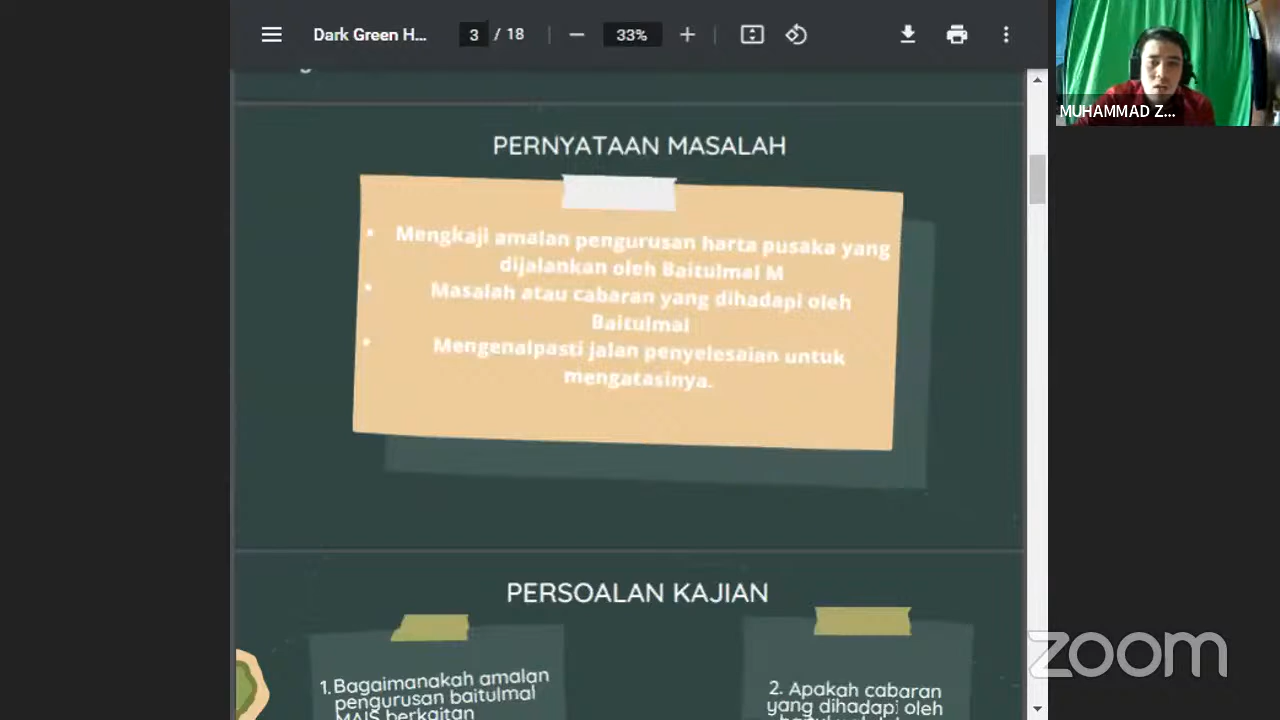 Dark Green H...
3 / 18
33%
MUHAMMAD Z...
PERNYATAAN MASALAH
• Mengkaji amalan pengurusan harta pusaka yang
dijalankan oleh Baitulmal M
• Masalah atau cabaran yang dihadapi oleh
Baitulmal
• Mengenalpasti jalan penyelesaian untuk
mengatasinya.
PERSOALAN KAJIAN
1. Bagaimanakah amalan
pengurusan baitulmal
MAIS berkaitan
2. Apakah cabaran
yang dihadapi oleh
zoom